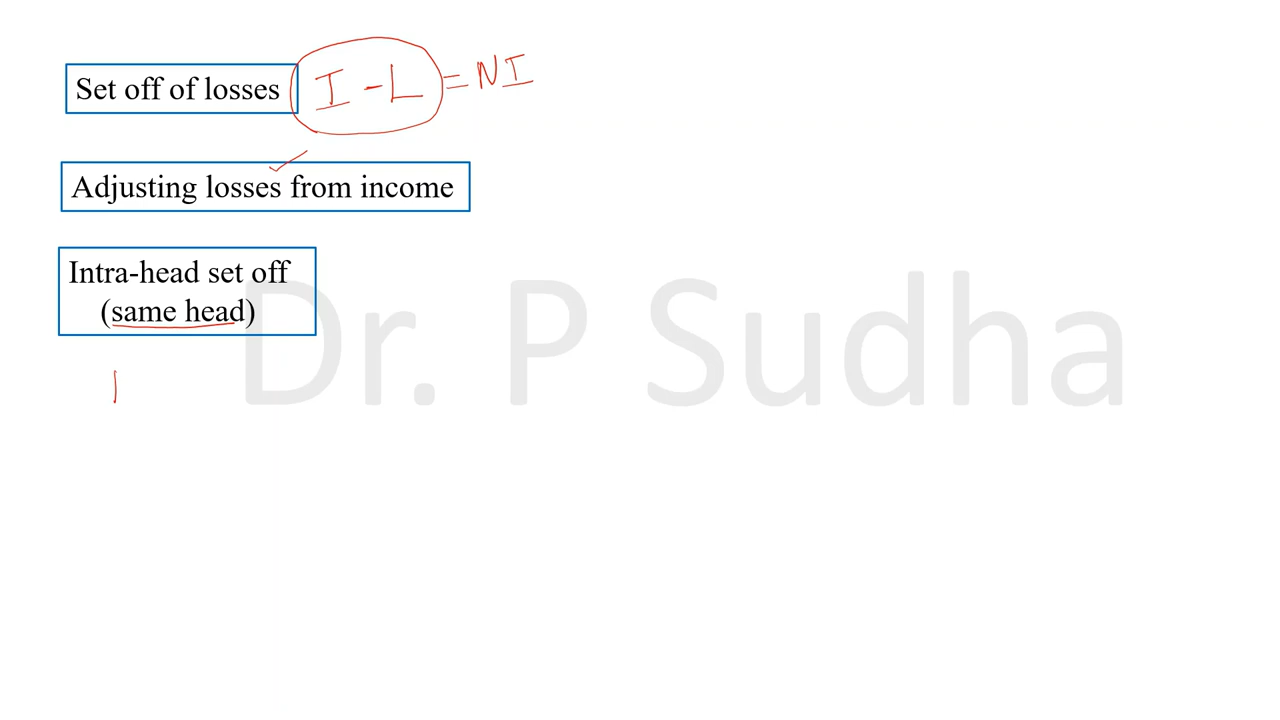 Set off of losses I - L = NI
Adjusting losses from income
Intra-head set off
(same head)
Dr. P Sudha